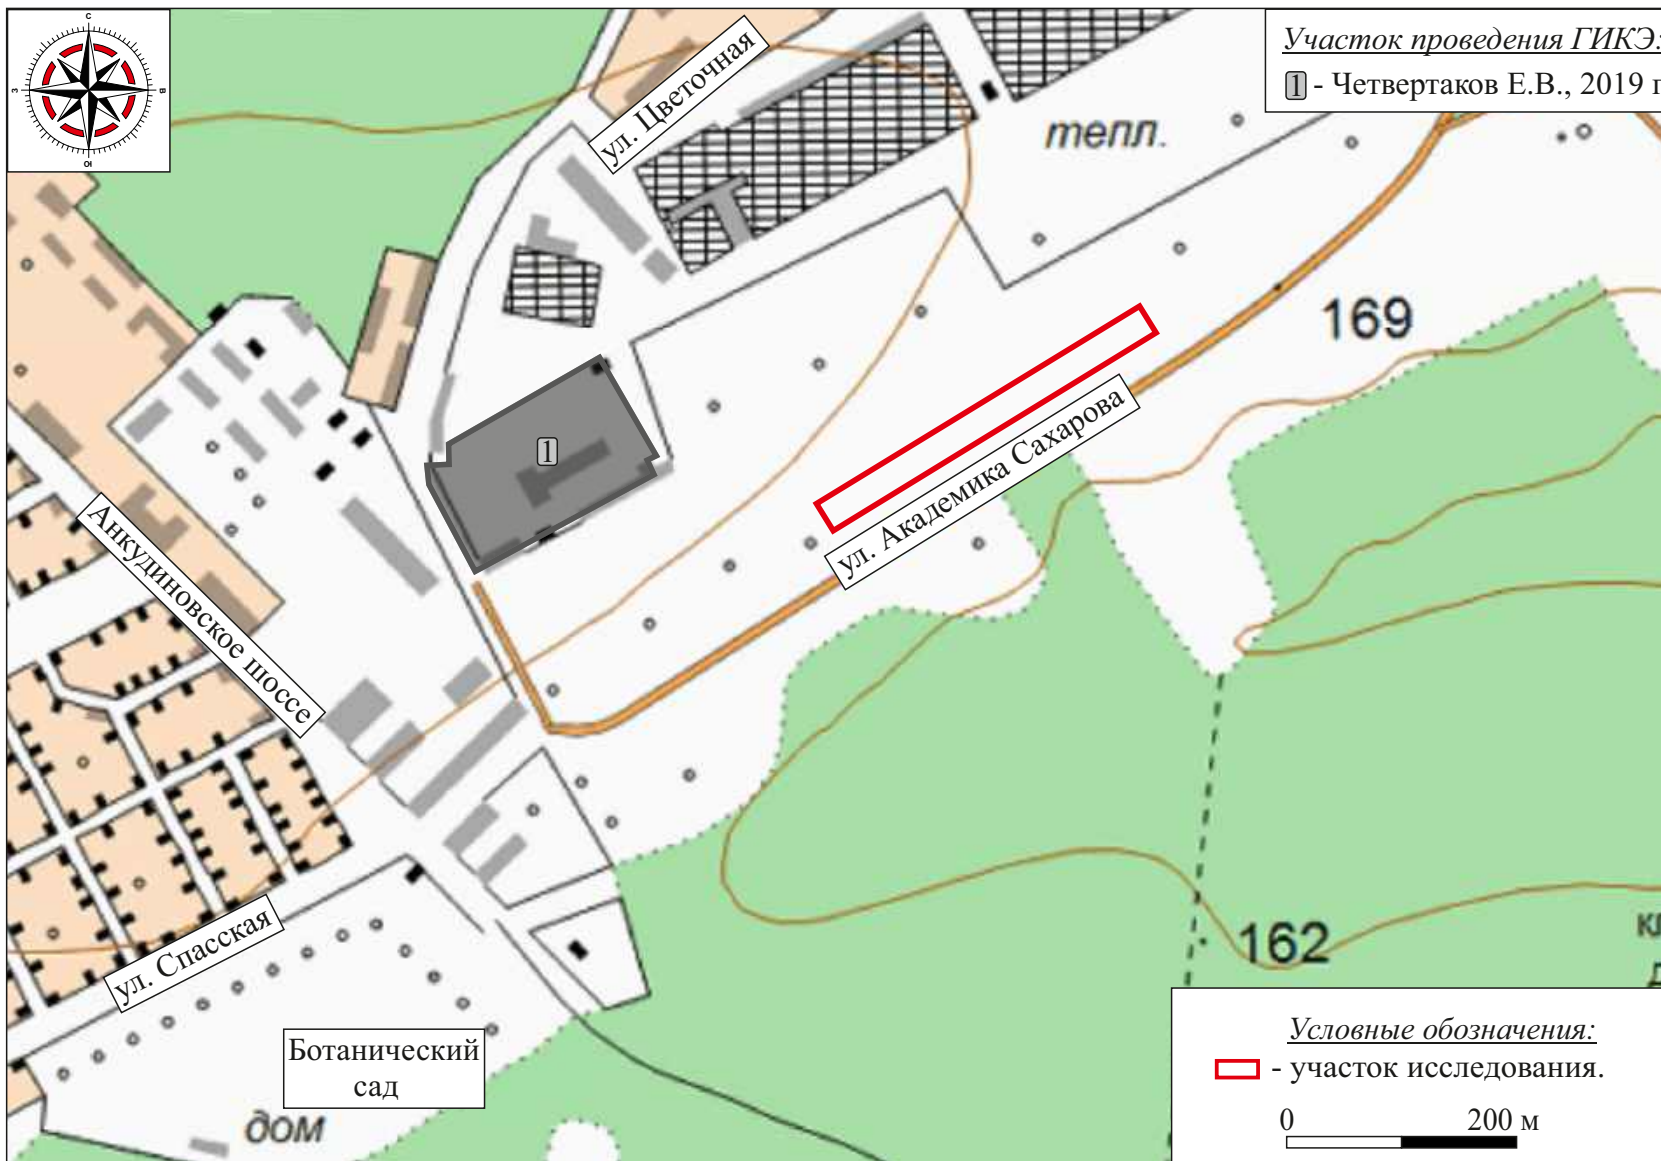 С
В
Ю
З
Участок проведения ГИКЭ:
1 - Четвертаков Е.В., 2019 г
ул. Цветочная
тепл.
169
1
ул. Академика Сахарова
Анкудиновское шоссе
162
ул. Спасская
Ботанический
сад
дом
Условные обозначения:
- участок исследования.
0 200 м